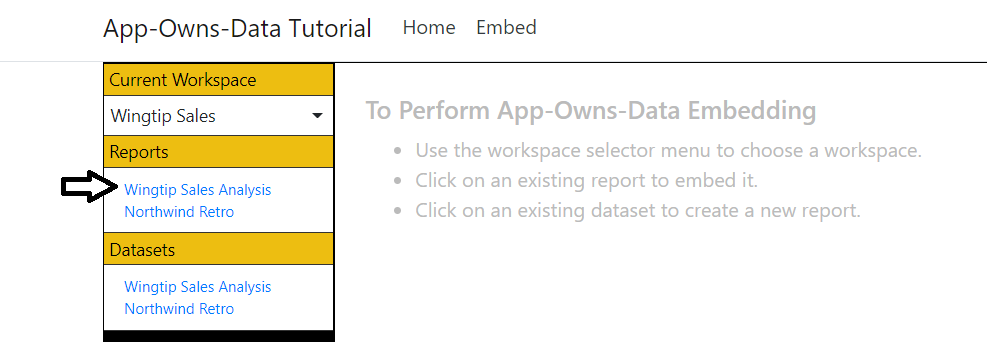 App-Owns-Data Tutorial Home Embed
Current Workspace
Wingtip Sales
Reports
Wingtip Sales Analysis
Northwind Retro
Datasets
Wingtip Sales Analysis
Northwind Retro
To Perform App-Owns-Data Embedding
• Use the workspace selector menu to choose a workspace.
• Click on an existing report to embed it.
• Click on an existing dataset to create a new report.